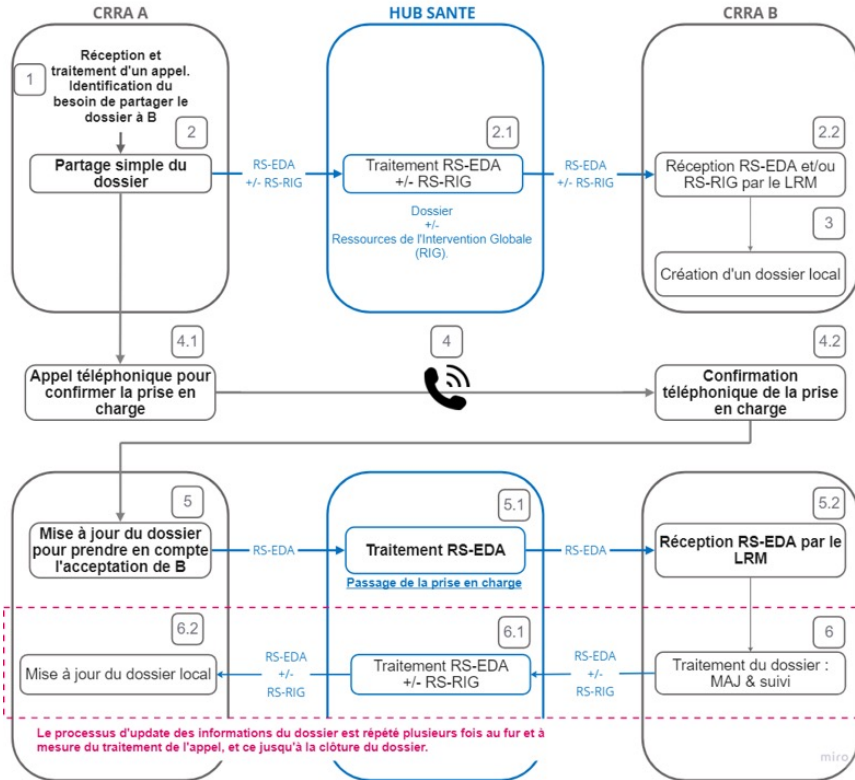 CRRA A
HUB SANTE
CRRA B
1
Réception et
traitement d'un appel.
Identification du
besoin de partager le
dossier à B
2
Partage simple du
dossier
RS-EDA
+/- RS-RIG
2.1
Traitement RS-EDA
+/- RS-RIG
Dossier
+/-
Ressources de l'Intervention Globale
(RIG).
RS-EDA
+/- RS-RIG
2.2
Réception RS-EDA et/ou
RS-RIG par le LRM
3
Création d'un dossier local
4.1
Appel téléphonique pour
confirmer la prise en
charge
4
4.2
Confirmation
téléphonique de la prise
en charge
5
Mise à jour du dossier
pour prendre en compte
l'acceptation de B
RS-EDA
5.1
Traitement RS-EDA
Passage de la prise en charge
RS-EDA
5.2
Réception RS-EDA par le
LRM
6.2
Mise à jour du dossier local
RS-EDA
+/-
RS-RIG
6.1
Traitement RS-EDA
+/- RS-RIG
RS-EDA
+/-
RS-RIG
6
Traitement du dossier :
MAJ & suivi
Le processus d'update des informations du dossier est répété plusieurs fois au fur et à
mesure du traitement de l'appel, et ce jusqu'à la clôture du dossier.
miro